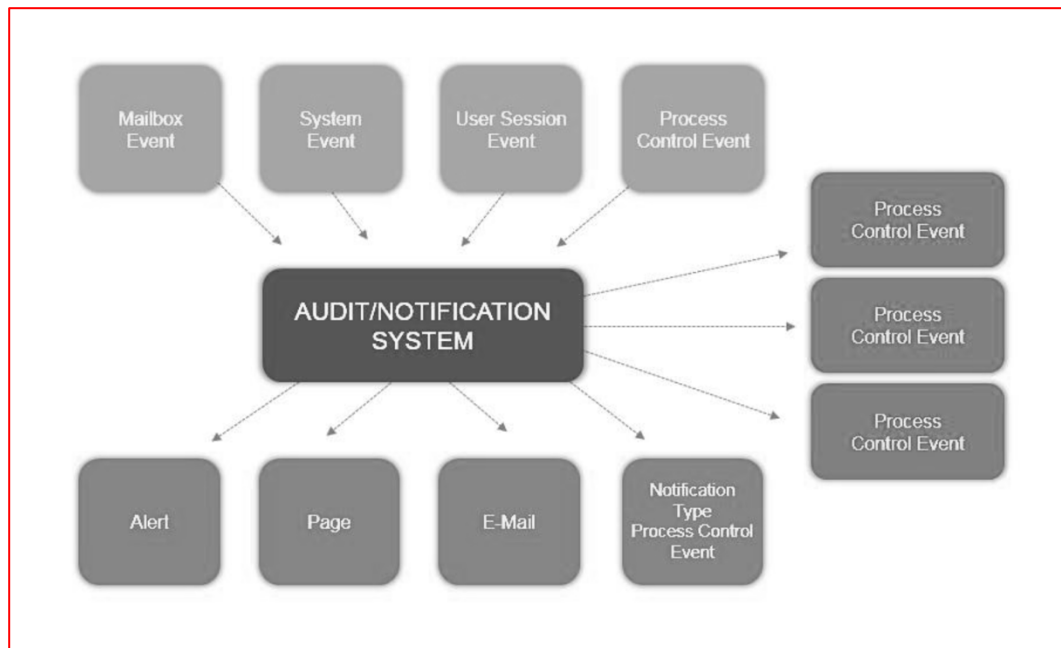 Mailbox
Event
System
Event
User Session
Event
Process
Control Event
Process
Control Event
AUDIT/NOTIFICATION
SYSTEM
Process
Control Event
Process
Control Event
Alert
Page
E-Mail
Notification
Type
Process Control
Event